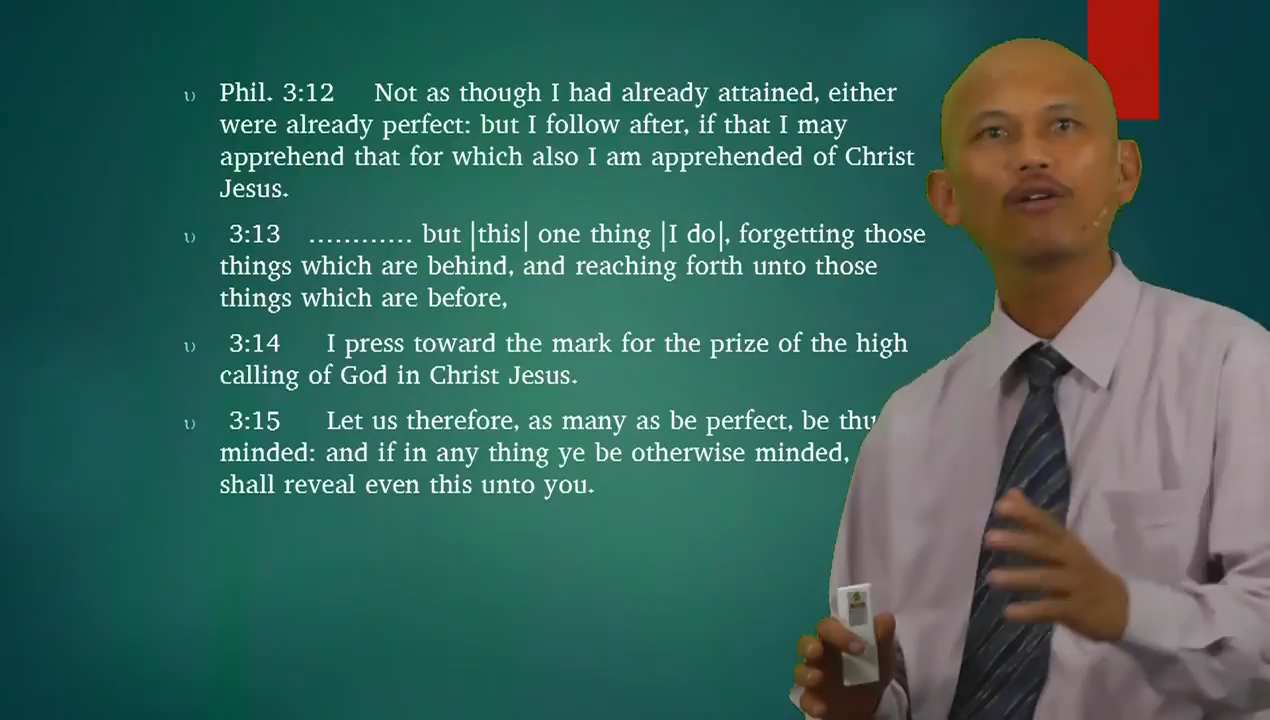 υ Phil. 3:12 Not as though I had already attained, either
were already perfect: but I follow after, if that I may
apprehend that for which also I am apprehended of Christ
Jesus.
υ 3:13 ………… but |this| one thing |I do|, forgetting those
things which are behind, and reaching forth unto those
things which are before,
υ 3:14 I press toward the mark for the prize of the high
calling of God in Christ Jesus.
υ 3:15 Let us therefore, as many as be perfect, be thu
minded: and if in any thing ye be otherwise minded,
shall reveal even this unto you.